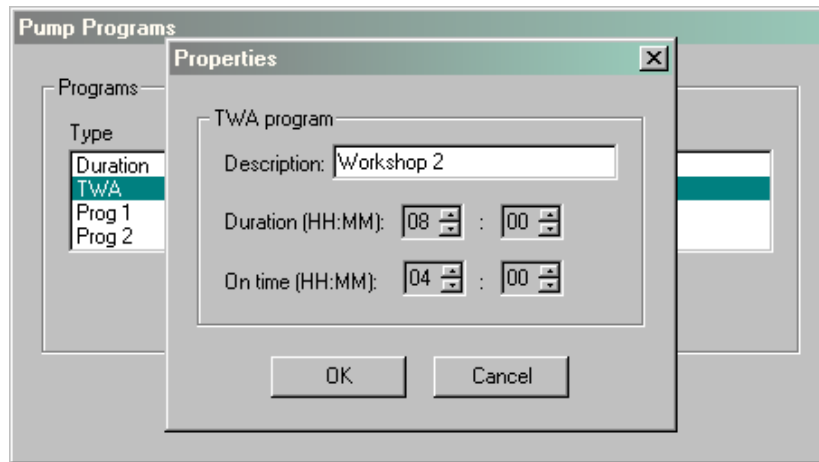 Pump Programs
Properties
Programs
Type
Duration
TWA
Prog 1
Prog 2
TWA program
Description: Workshop 2
Duration (HH:MM): 08 : 00
On time (HH:MM): 04 : 00
OK Cancel